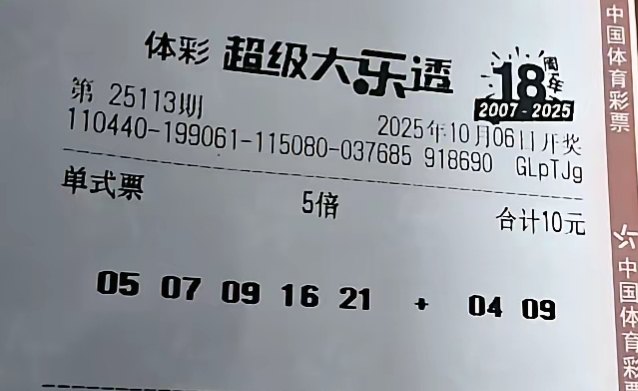 体彩 超级大乐透 18周年
2007-2025
第 25113期 2025年10月06日开奖
110440-199061-115080-037685 918690 GLpTJg
单式票 5倍 合计10元
05 07 09 16 21 + 04 09
中国体育彩票
中国体育彩